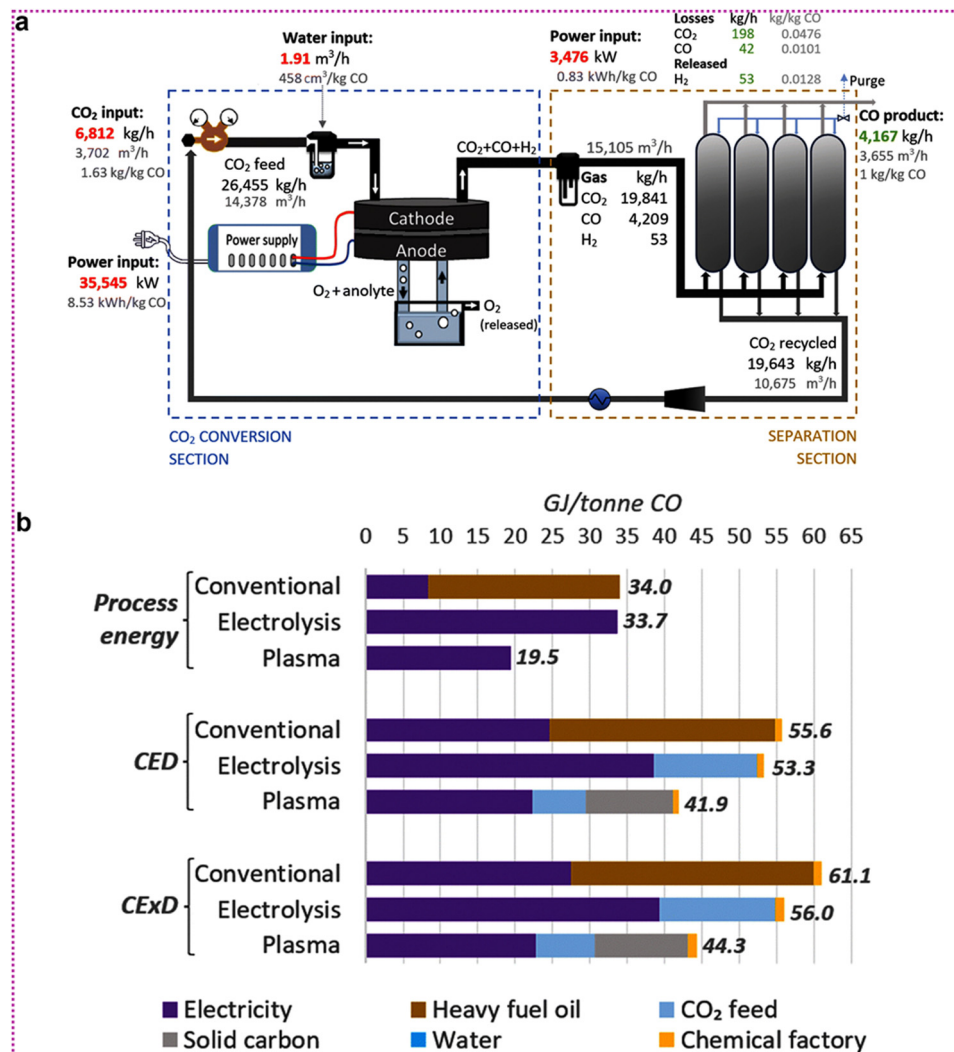 a
Water input:
1.91 m³/h
458 cm³/kg CO
Power input:
3,476 kW
0.83 kWh/kg CO
Losses kg/h kg/kg CO
CO₂ 198 0.0476
CO 42 0.0101
Released
H₂ 53 0.0128
Purge
CO₂ input:
6,812 kg/h
3,702 m³/h
1.63 kg/kg CO
CO₂ feed
26,455 kg/h
14,378 m³/h
CO₂+CO+H₂
15,105 m³/h
Gas kg/h
CO₂ 19,841
CO 4,209
H₂ 53
CO product:
4,167 kg/h
3,655 m³/h
1 kg/kg CO
Cathode
Anode
Power supply
Power input:
35,545 kW
8.53 kWh/kg CO
O₂ + anolyte
O₂
(released)
CO₂ recycled
19,643 kg/h
10,675 m³/h
CO₂ CONVERSION
SECTION
SEPARATION
SECTION
b
GJ/tonne CO
0 5 10 15 20 25 30 35 40 45 50 55 60 65
Process
energy
Conventional 34.0
Electrolysis 33.7
Plasma 19.5
CED
Conventional 55.6
Electrolysis 53.3
Plasma 41.9
CExD
Conventional 61.1
Electrolysis 56.0
Plasma 44.3
Electricity Heavy fuel oil CO₂ feed
Solid carbon Water Chemical factory